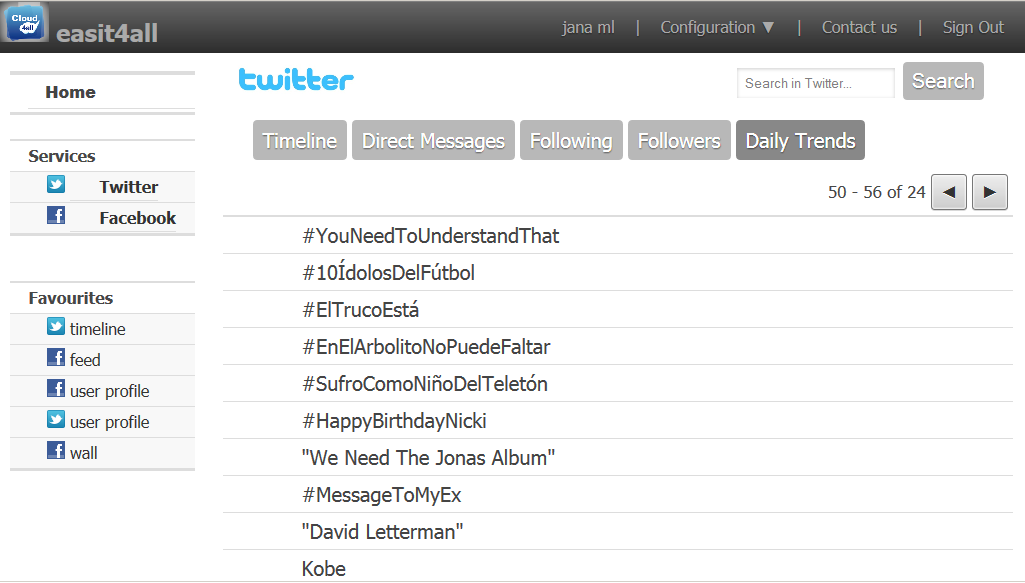 Cloud 4all
easit4all
jana ml | Configuration ▼ | Contact us | Sign Out
Home
Services
Twitter
Facebook
Favourites
timeline
feed
user profile
user profile
wall
twitter
Search in Twitter...
Search
Timeline
Direct Messages
Following
Followers
Daily Trends
50 - 56 of 24 ◄ ►
#YouNeedToUnderstandThat
#10ÍdolosDelFútbol
#ElTrucoEstá
#EnElArbolitoNoPuedeFaltar
#SufroComoNiñoDelTeletón
#HappyBirthdayNicki
"We Need The Jonas Album"
#MessageToMyEx
"David Letterman"
Kobe